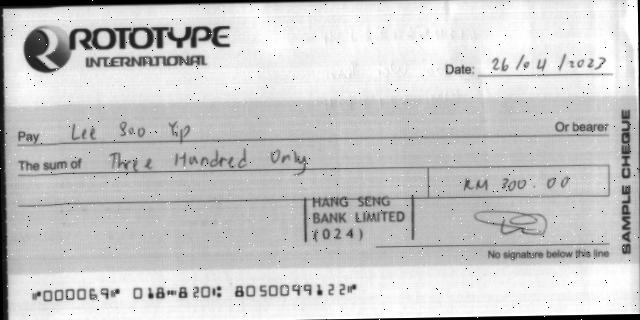 ROTOTYPE
INTERNATIONAL
Date: 26/04/2023
Pay Lee Soo Yip Or bearer
The sum of Three Hundred Only
RM 300.00
HANG SENG
BANK LIMITED
(024)
No signature below this line
SAMPLE CHEQUE
⑈000069⑈ 018⑉820⑆ 8050049122⑈